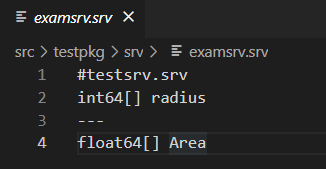 examsrv.srv
src > testpkg > srv > examsrv.srv
1 #testsrv.srv
2 int64[] radius
3 ---
4 float64[] Area